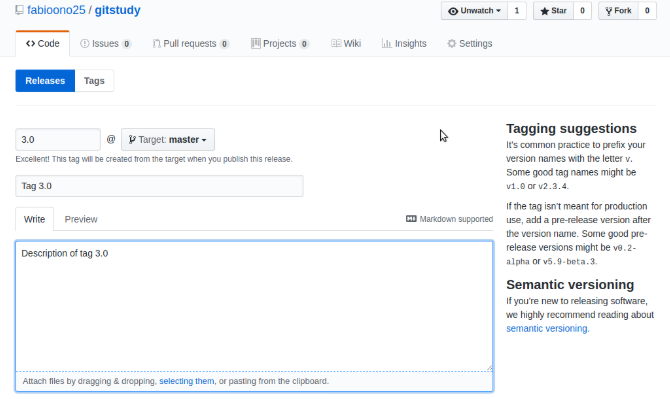 fabioono25 / gitstudy
Unwatch 1 Star 0 Fork 0
Code Issues 0 Pull requests 0 Projects 0 Wiki Insights Settings
Releases Tags
3.0 @ Target: master
Excellent! This tag will be created from the target when you publish this release.
Tag 3.0
Write Preview Markdown supported
Description of tag 3.0
Attach files by dragging & dropping, selecting them, or pasting from the clipboard.
Tagging suggestions
It's common practice to prefix your
version names with the letter v.
Some good tag names might be
v1.0 or v2.3.4.
If the tag isn't meant for production
use, add a pre-release version after
the version name. Some good pre-
release versions might be v0.2-
alpha or v5.9-beta.3.
Semantic versioning
If you're new to releasing software,
we highly recommend reading about
semantic versioning.